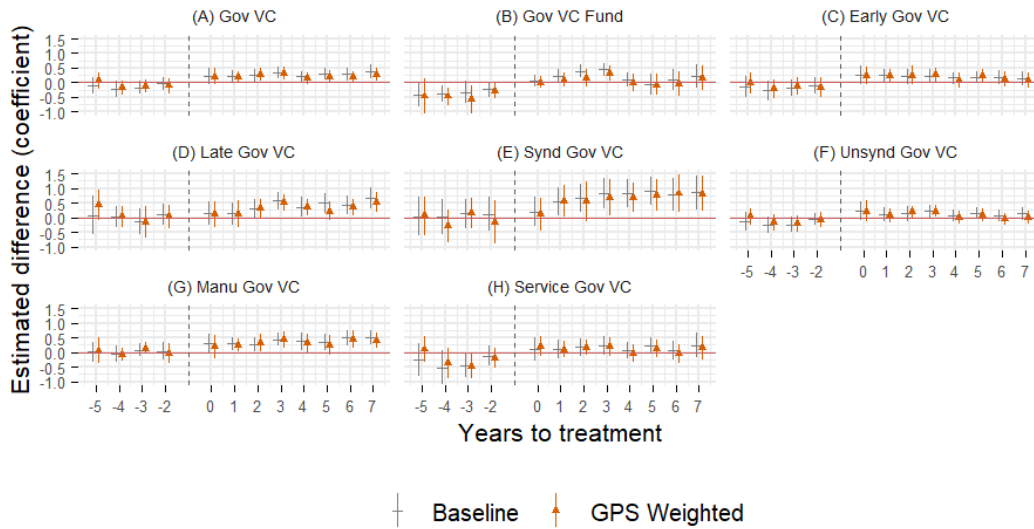 (A) Gov VC
(B) Gov VC Fund
(C) Early Gov VC
1.5
1.0
0.5
0.0
-0.5
-1.0
(D) Late Gov VC
(E) Synd Gov VC
(F) Unsynd Gov VC
1.5
1.0
0.5
0.0
-0.5
-1.0
-5 -4 -3 -2 0 1 2 3 4 5 6 7
(G) Manu Gov VC
(H) Service Gov VC
1.5
1.0
0.5
0.0
-0.5
-1.0
-5 -4 -3 -2 0 1 2 3 4 5 6 7
-5 -4 -3 -2 0 1 2 3 4 5 6 7
Estimated difference (coefficient)
Years to treatment
Baseline
GPS Weighted